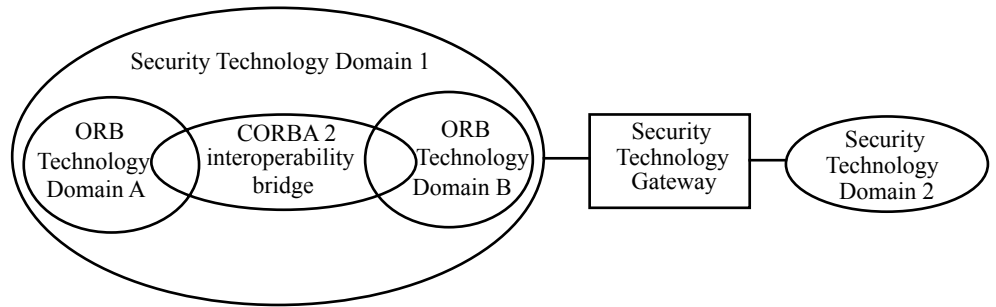 Security Technology Domain 1
ORB
Technology
Domain A
CORBA 2
interoperability
bridge
ORB
Technology
Domain B
Security
Technology
Gateway
Security
Technology
Domain 2